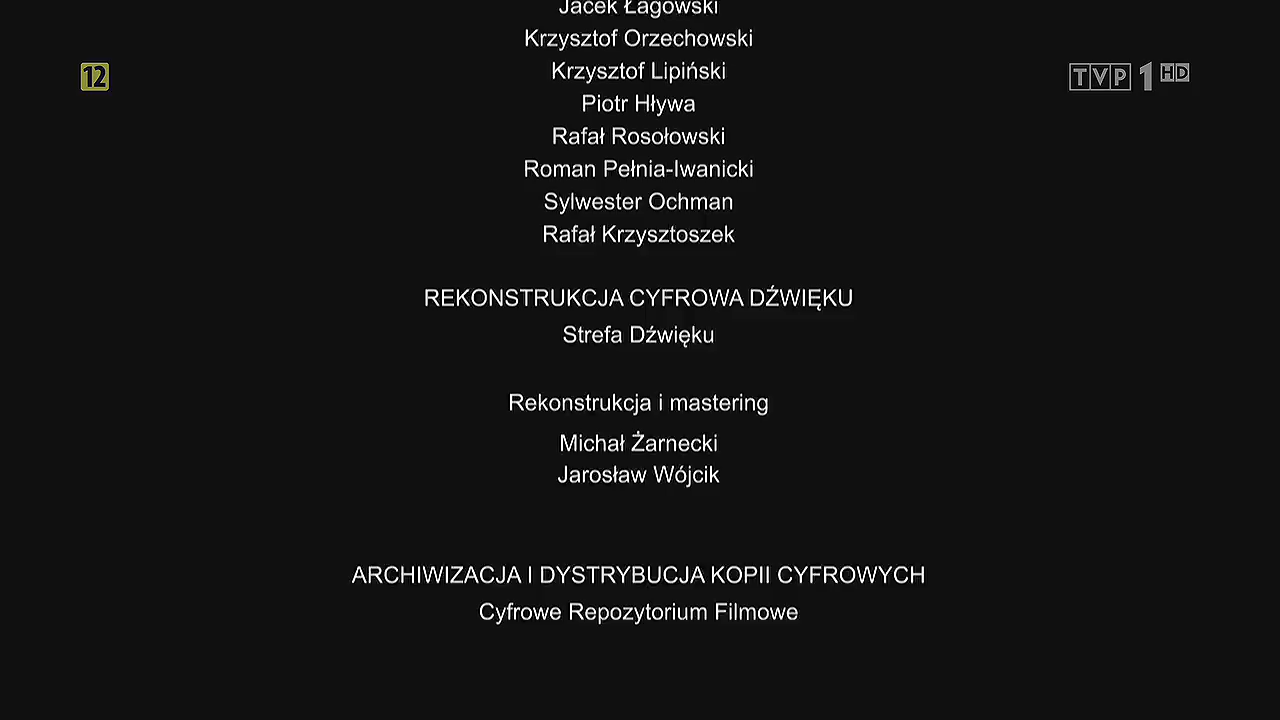 Jacek Łagowski
Krzysztof Orzechowski
12
Krzysztof Lipiński
TVP 1 HD
Piotr Hływa
Rafał Rosołowski
Roman Pełnia-Iwanicki
Sylwester Ochman
Rafał Krzysztoszek
REKONSTRUKCJA CYFROWA DŹWIĘKU
Strefa Dźwięku
Rekonstrukcja i mastering
Michał Żarnecki
Jarosław Wójcik
ARCHIWIZACJA I DYSTRYBUCJA KOPII CYFROWYCH
Cyfrowe Repozytorium Filmowe